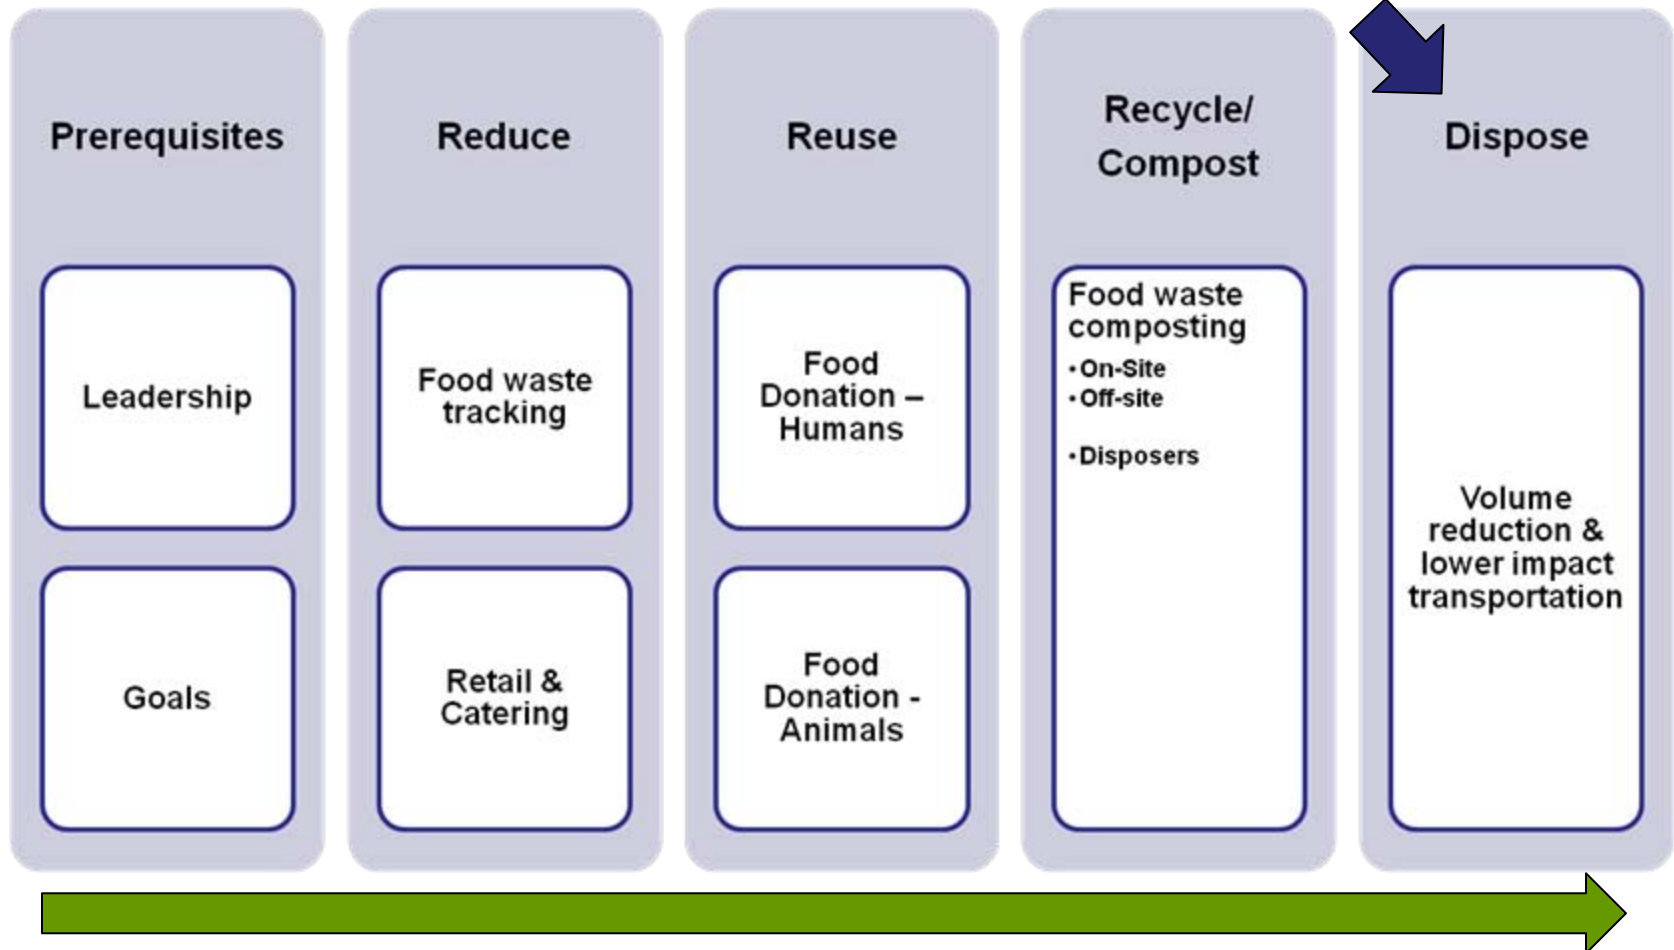 Prerequisites
Leadership
Goals
Reduce
Food waste
tracking
Retail &
Catering
Reuse
Food
Donation –
Humans
Food
Donation -
Animals
Recycle/
Compost
Food waste
composting
•On-Site
•Off-site
•Disposers
Dispose
Volume
reduction &
lower impact
transportation